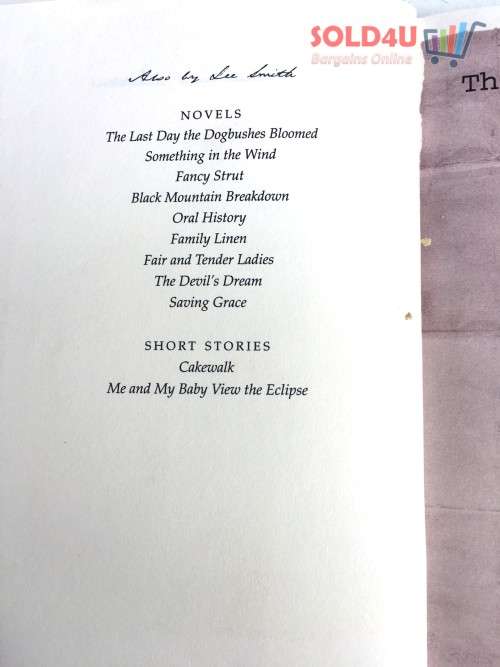 SOLD4U
Bargains Online
Also by Lee Smith
Th
NOVELS
The Last Day the Dogbushes Bloomed
Something in the Wind
Fancy Strut
Black Mountain Breakdown
Oral History
Family Linen
Fair and Tender Ladies
The Devil's Dream
Saving Grace
SHORT STORIES
Cakewalk
Me and My Baby View the Eclipse